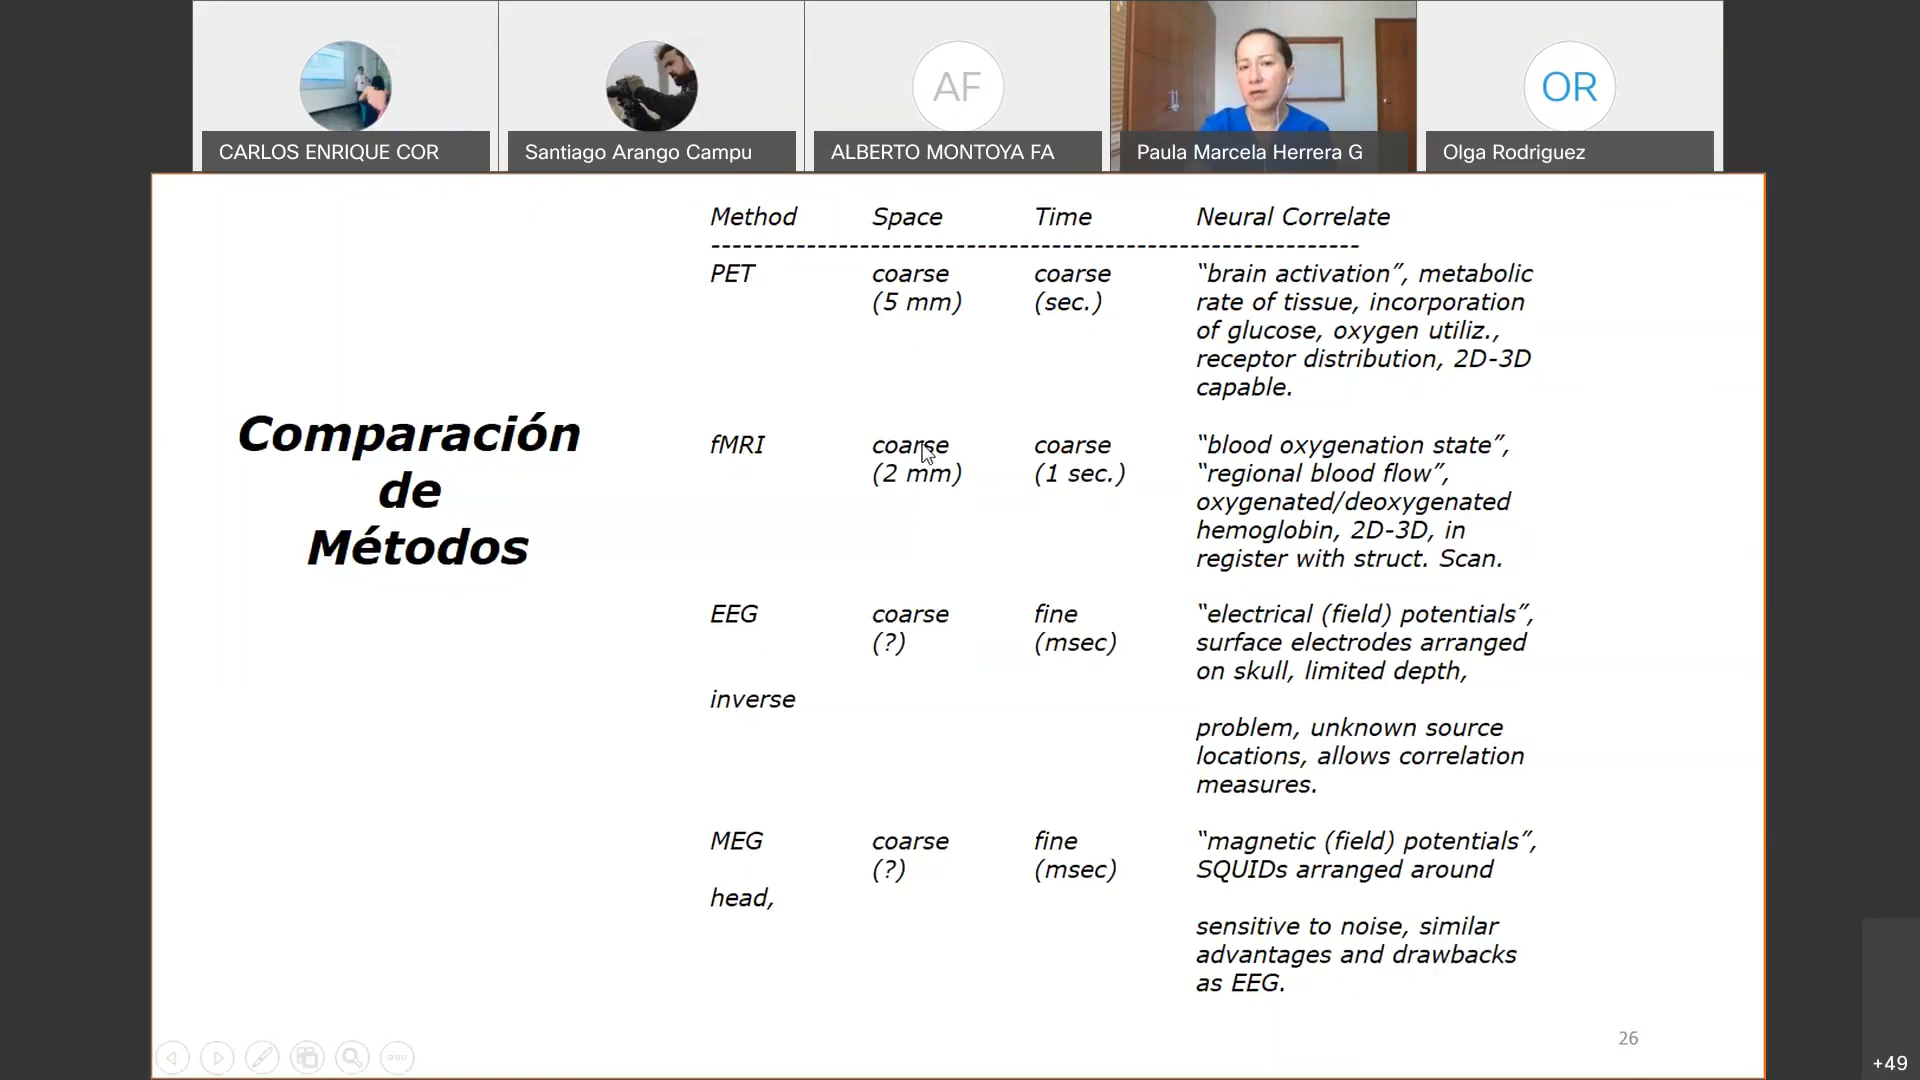 AF
OR
CARLOS ENRIQUE COR
Santiago Arango Campu
ALBERTO MONTOYA FA
Paula Marcela Herrera G
Olga Rodriguez
Comparación
de
Métodos
Method Space Time Neural Correlate
-------------------------------------------------------------
PET coarse coarse “brain activation”, metabolic
(5 mm) (sec.) rate of tissue, incorporation
of glucose, oxygen utiliz.,
receptor distribution, 2D-3D
capable.
fMRI coarse coarse “blood oxygenation state”,
(2 mm) (1 sec.) “regional blood flow”,
oxygenated/deoxygenated
hemoglobin, 2D-3D, in
register with struct. Scan.
EEG coarse fine “electrical (field) potentials”,
(?) (msec) surface electrodes arranged
on skull, limited depth,
inverse
problem, unknown source
locations, allows correlation
measures.
MEG coarse fine “magnetic (field) potentials”,
(?) (msec) SQUIDs arranged around
head,
sensitive to noise, similar
advantages and drawbacks
as EEG.
26
+49